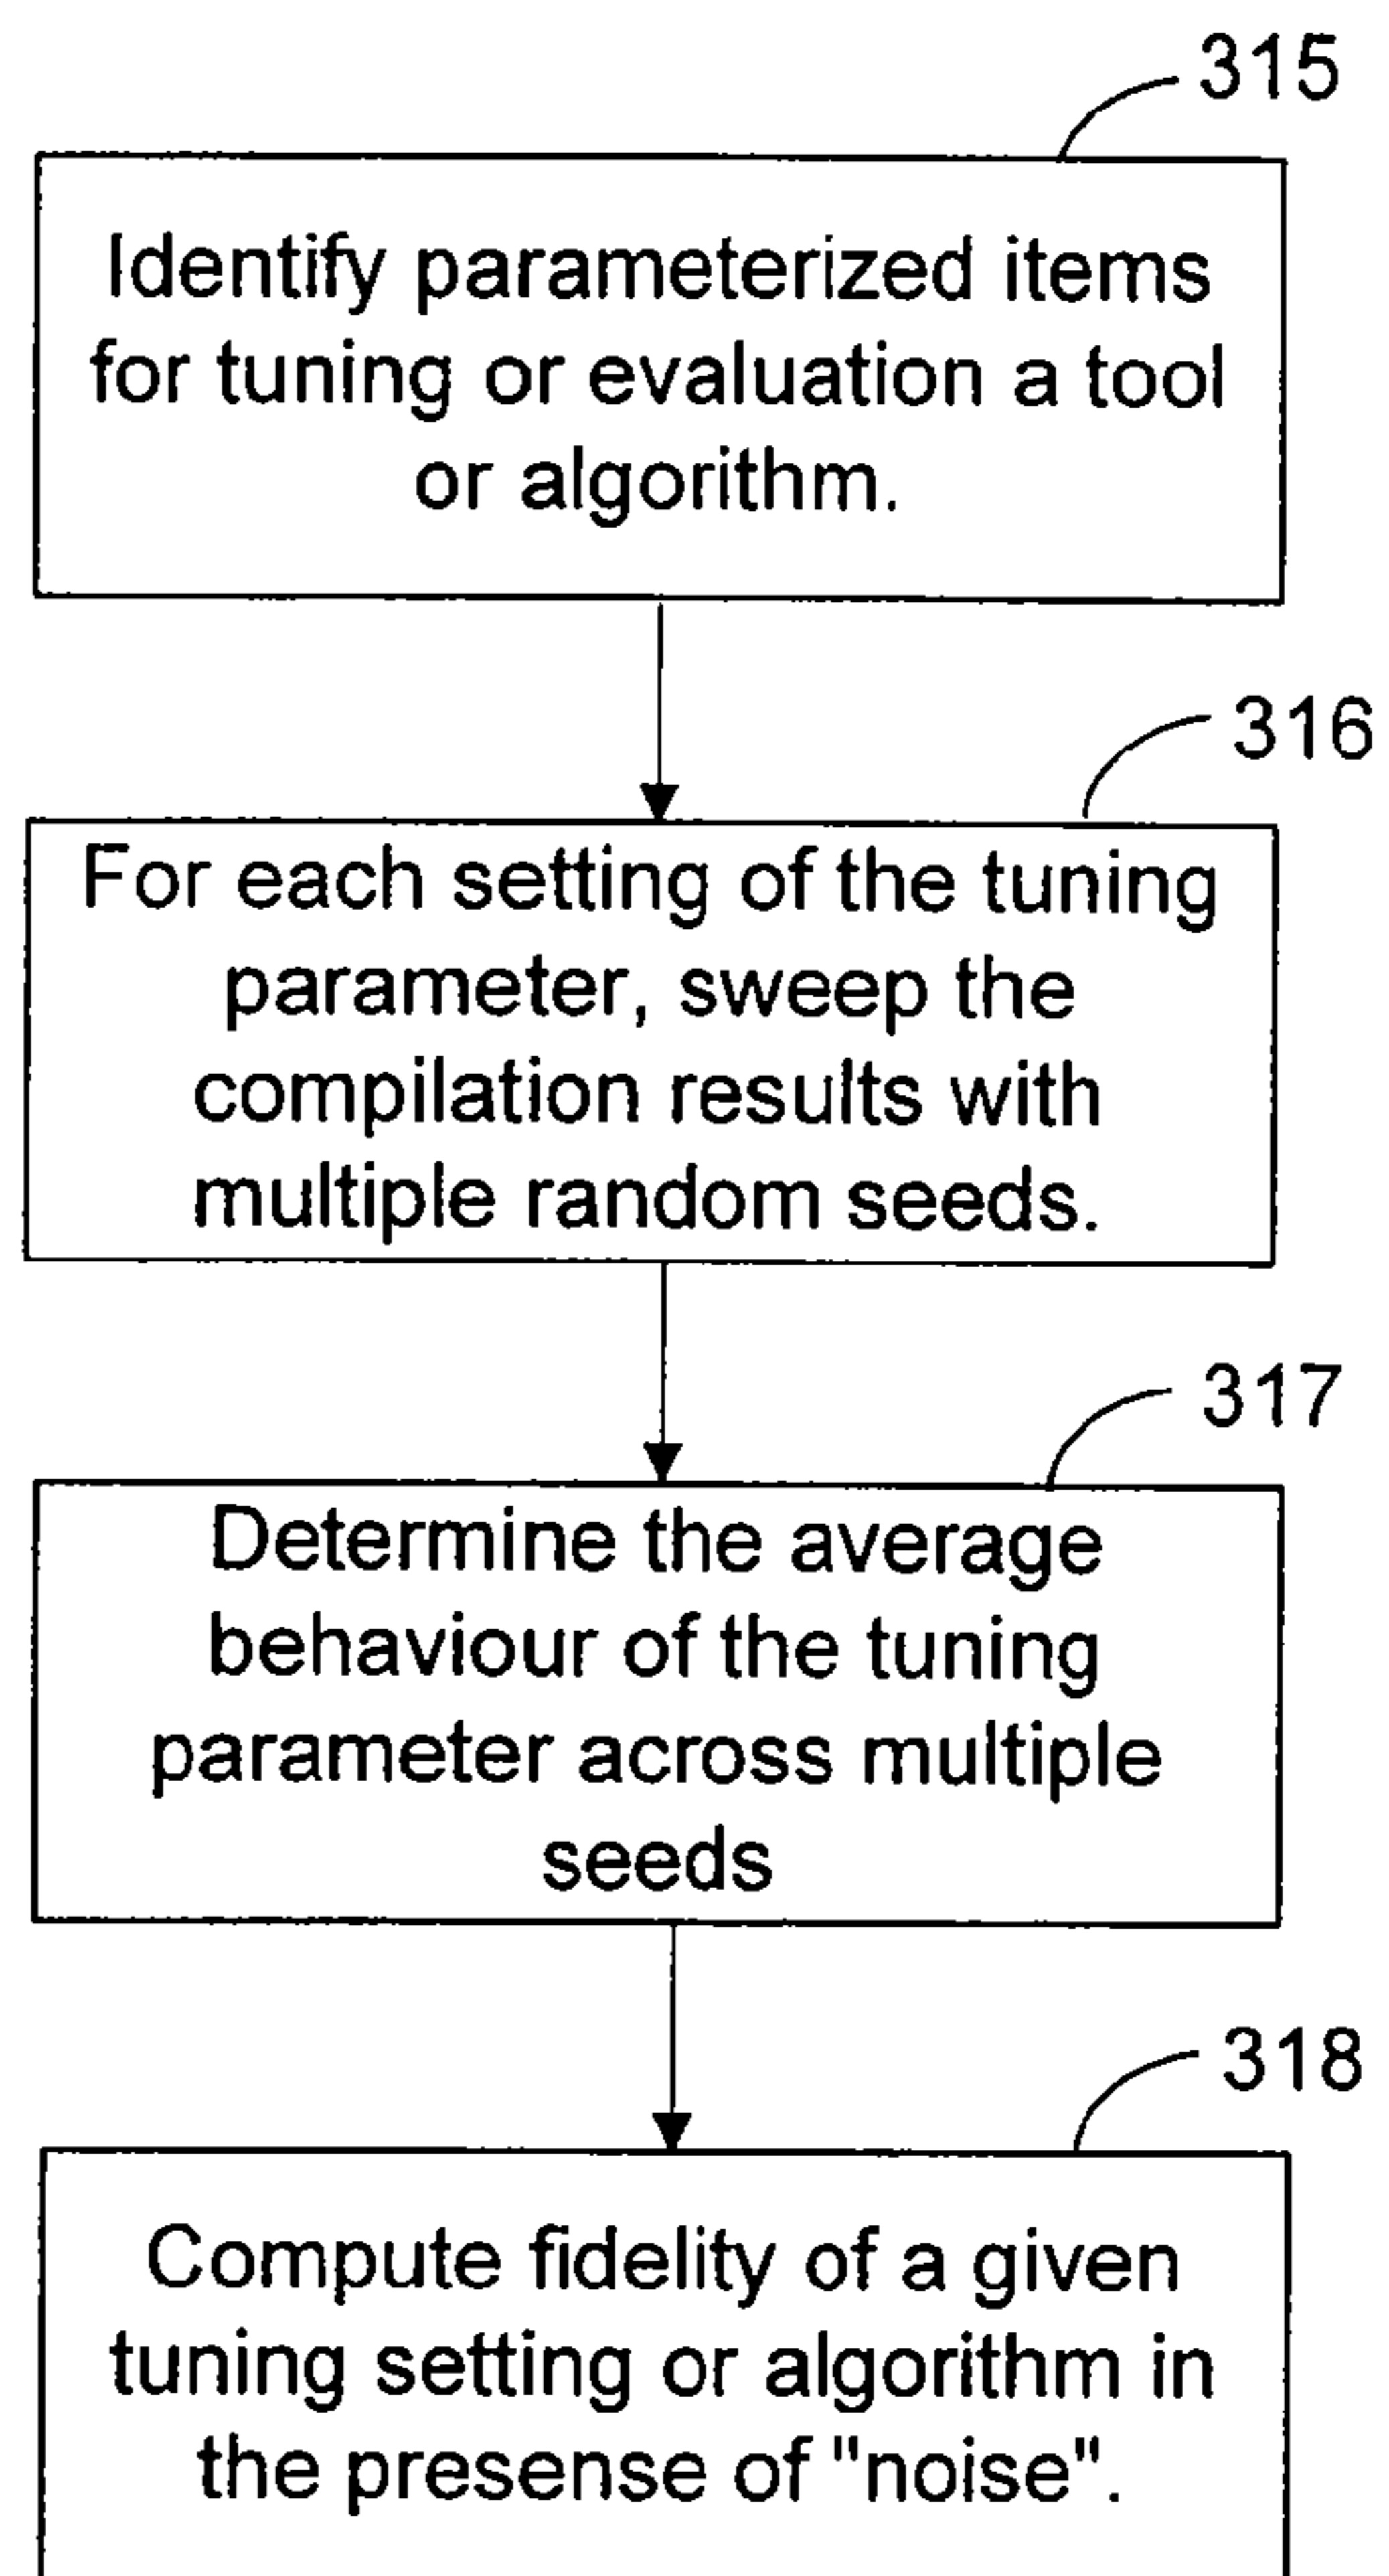 315
Identify parameterized items
for tuning or evaluation a tool
or algorithm.
316
For each setting of the tuning
parameter, sweep the
compilation results with
multiple random seeds.
317
Determine the average
behaviour of the tuning
parameter across multiple
seeds
318
Compute fidelity of a given
tuning setting or algorithm in
the presense of "noise".